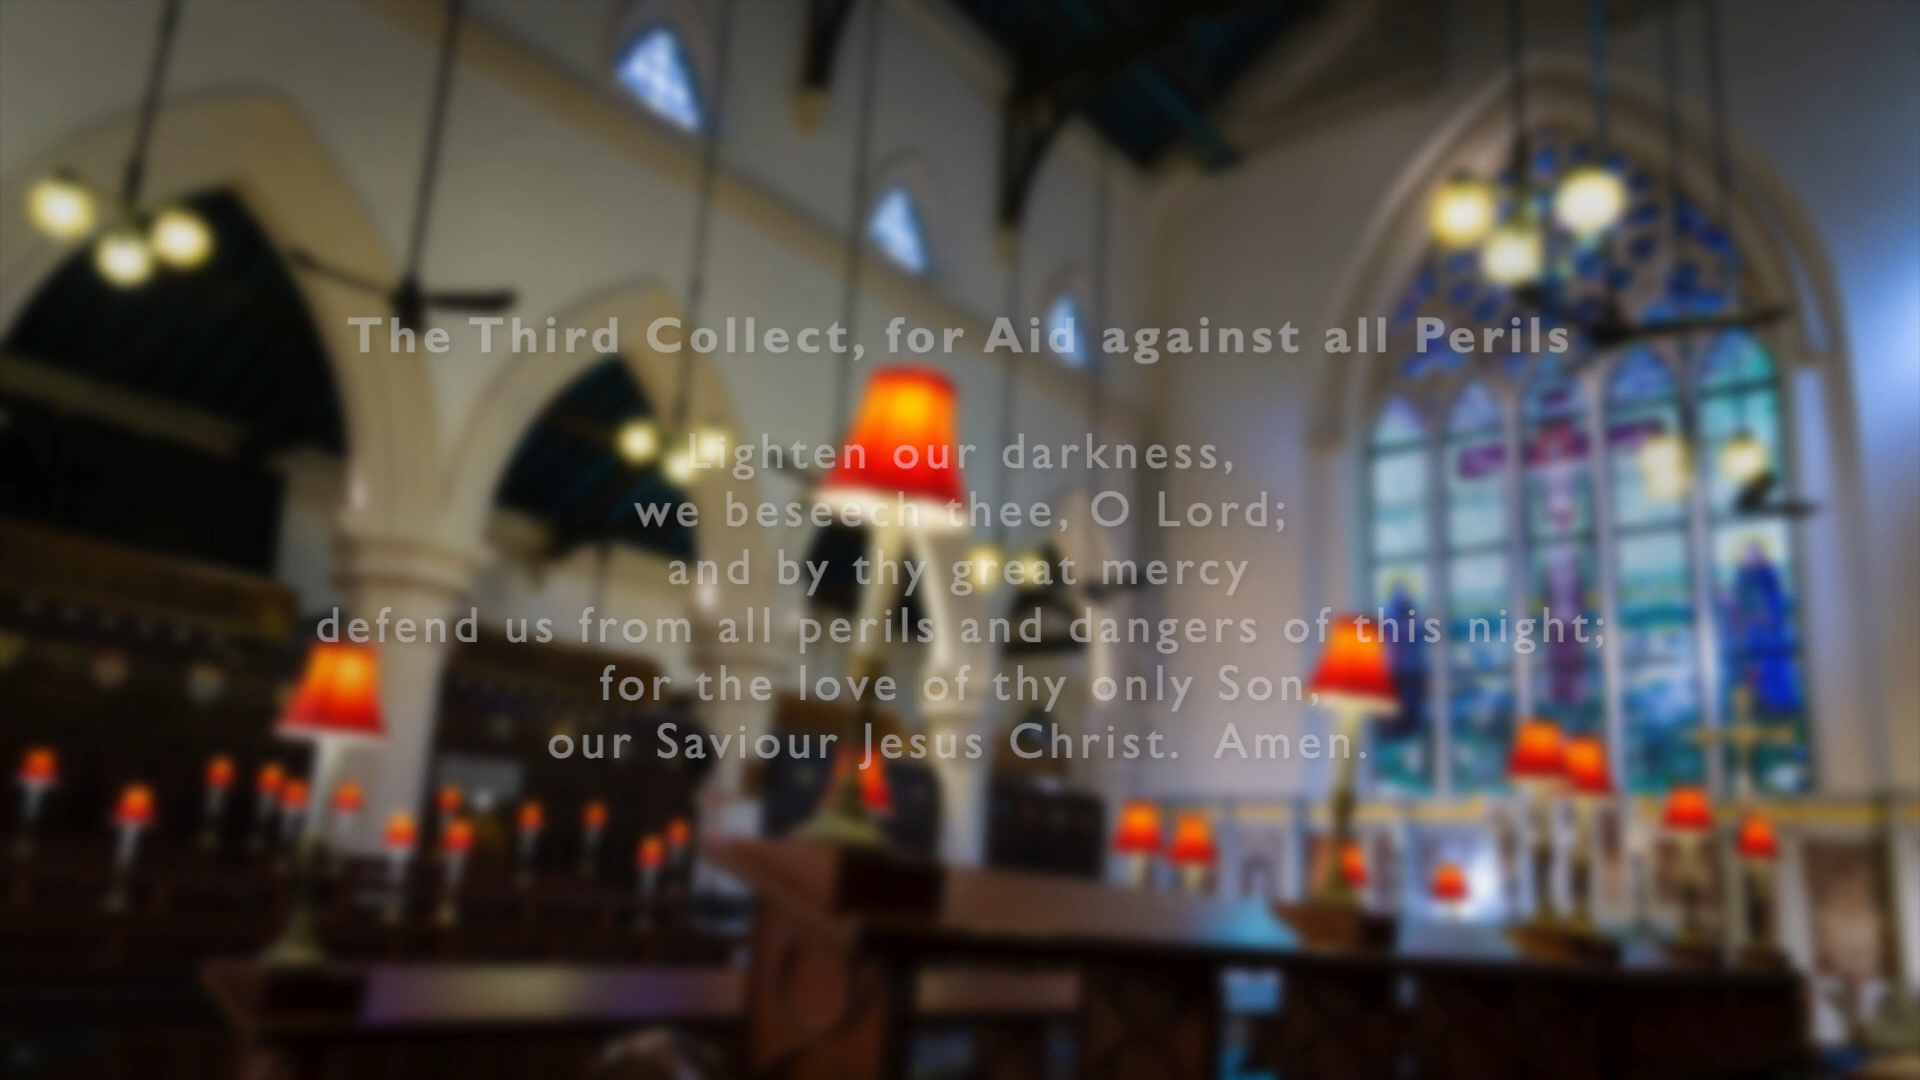 The Third Collect, for Aid against all Perils
Lighten our darkness,
we beseech thee, O Lord;
and by thy great mercy
defend us from all perils and dangers of this night;
for the love of thy only Son,
our Saviour Jesus Christ. Amen.